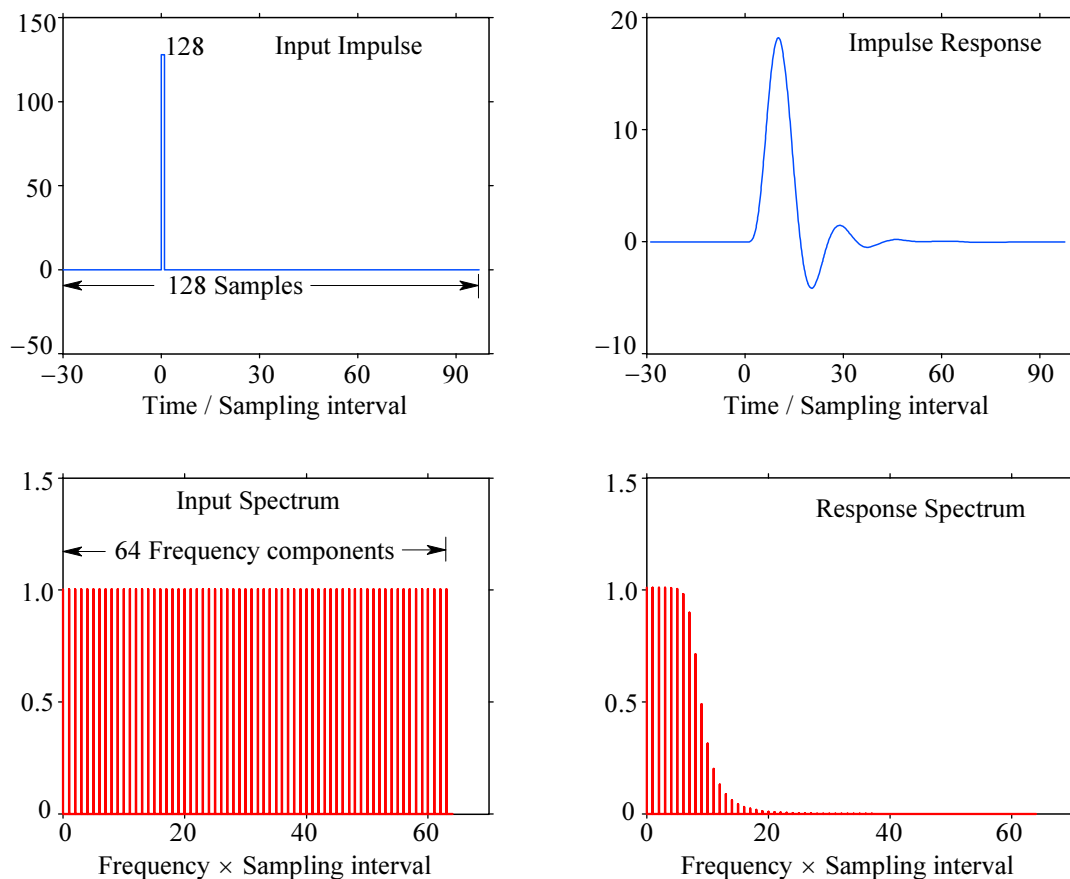 Input Impulse
128
150
100
50
0
−50
128 Samples
−30 0 30 60 90
Time / Sampling interval
Impulse Response
20
10
0
−10
−30 0 30 60 90
Time / Sampling interval
Input Spectrum
64 Frequency components
1.5
1.0
0.5
0
0 20 40 60
Frequency × Sampling interval
Response Spectrum
1.5
1.0
0.5
0
0 20 40 60
Frequency × Sampling interval